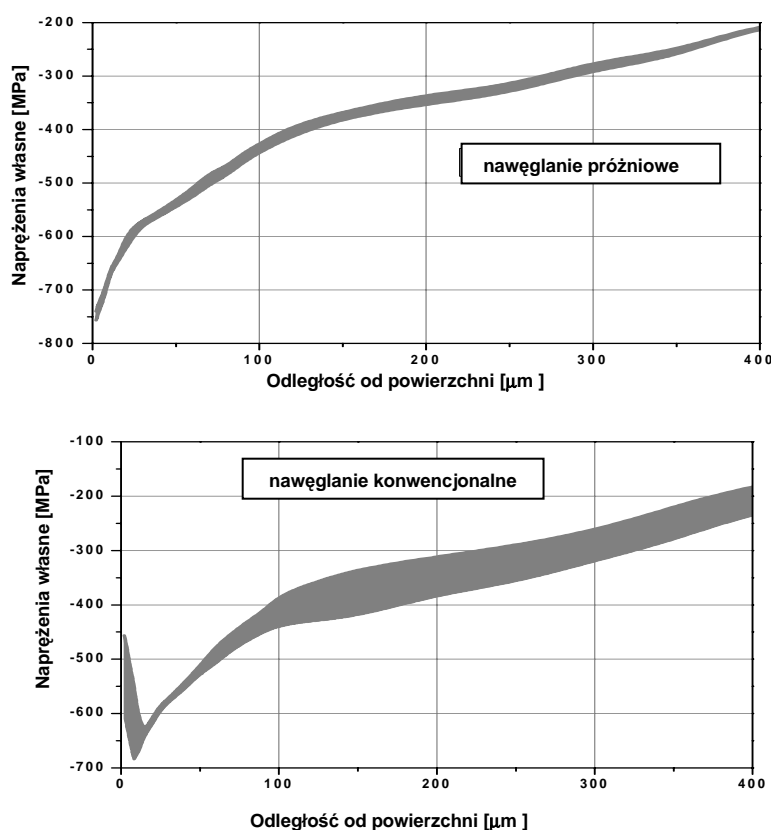 -200
-300
-400
-500
-600
-700
-800
Naprężenia własne [MPa]
nawęglanie próżniowe
0 100 200 300 400
Odległość od powierzchni [μm ]
-100
-200
-300
-400
-500
-600
-700
Naprężenia własne [MPa]
nawęglanie konwencjonalne
0 100 200 300 400
Odległość od powierzchni [μm ]